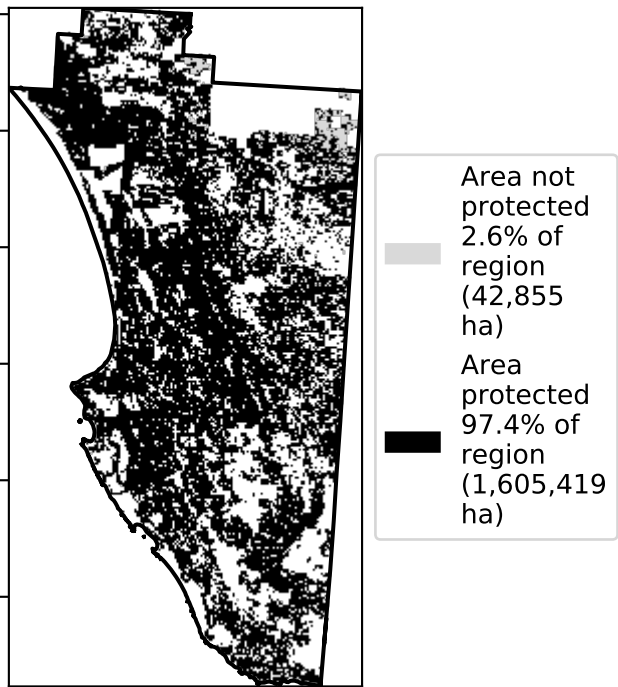 Area not
protected
2.6% of
region
(42,855
ha)
Area
protected
97.4% of
region
(1,605,419
ha)